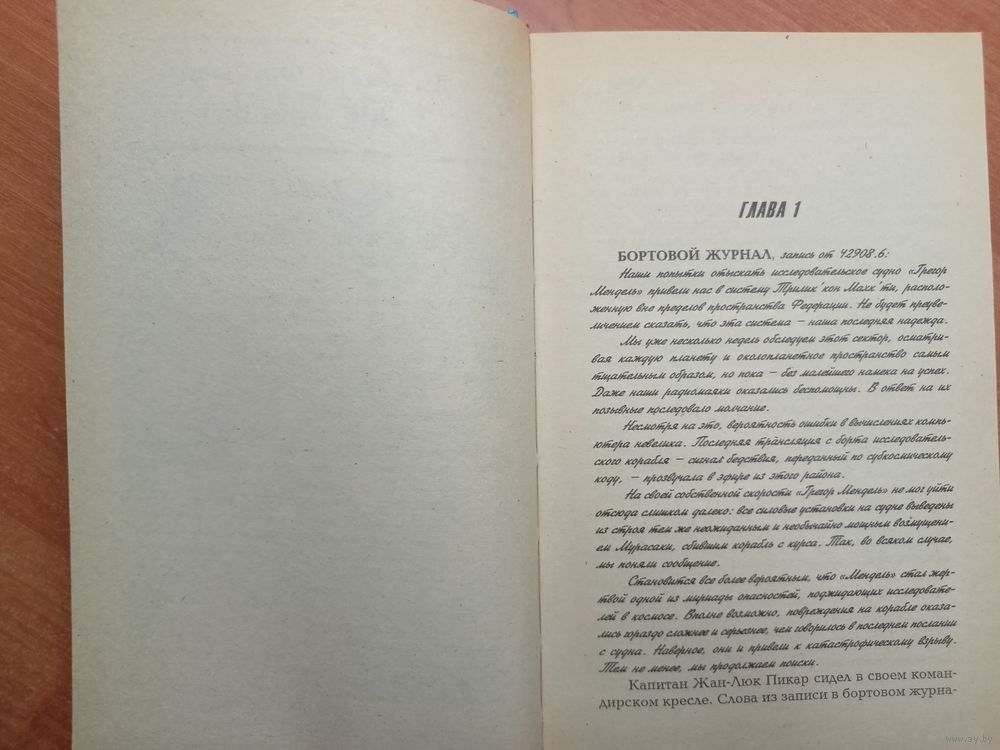 ГЛАВА 1
БОРТОВОЙ ЖУРНАЛ, запись от 42908.6:
Наши попытки отыскать исследовательское судно «Грегор
Мендель» привели нас в систему Трилик'кон Махк'ти, располо-
женную вне пределов пространства Федерации. Не будет преуве-
личением сказать, что эта система — наша последняя надежда.
Мы уже несколько недель обследуем этот сектор, осматри-
вая каждую планету и околопланетное пространство самым
тщательным образом, но пока — без малейшего намека на успех.
Даже наши радиомаяки оказались беспомощны. В ответ на их
позывные последовало молчание.
Несмотря на это, вероятность ошибки в вычислениях компь-
ютера невелика. Последняя трансляция с борта исследователь-
ского корабля — сигнал бедствия, переданный по субкосмическому
коду, — прозвучала в эфире из этого района.
На своей собственной скорости «Грегор Мендель» не мог уйти
отсюда слишком далеко: все силовые установки на судне выведены
из строя тем же неожиданным и необычайно мощным возмущени-
ем Мурасаки, сбившим корабль с курса. Так, во всяком случае,
мы поняли сообщение.
Становится все более вероятным, что «Мендель» стал жер-
твой одной из мириады опасностей, поджидающих исследовате-
лей в космосе. Вполне возможно, повреждения на корабле оказа-
лись гораздо сложнее и серьезнее, чем говорилось в последнем послании
с судна. Наверное, они и привели к катастрофическому взрыву.
Тем не менее, мы продолжаем поиски.
Капитан Жан-Люк Пикар сидел в своем коман-
дирском кресле. Слова из записи в бортовом журна-
www.ay.by